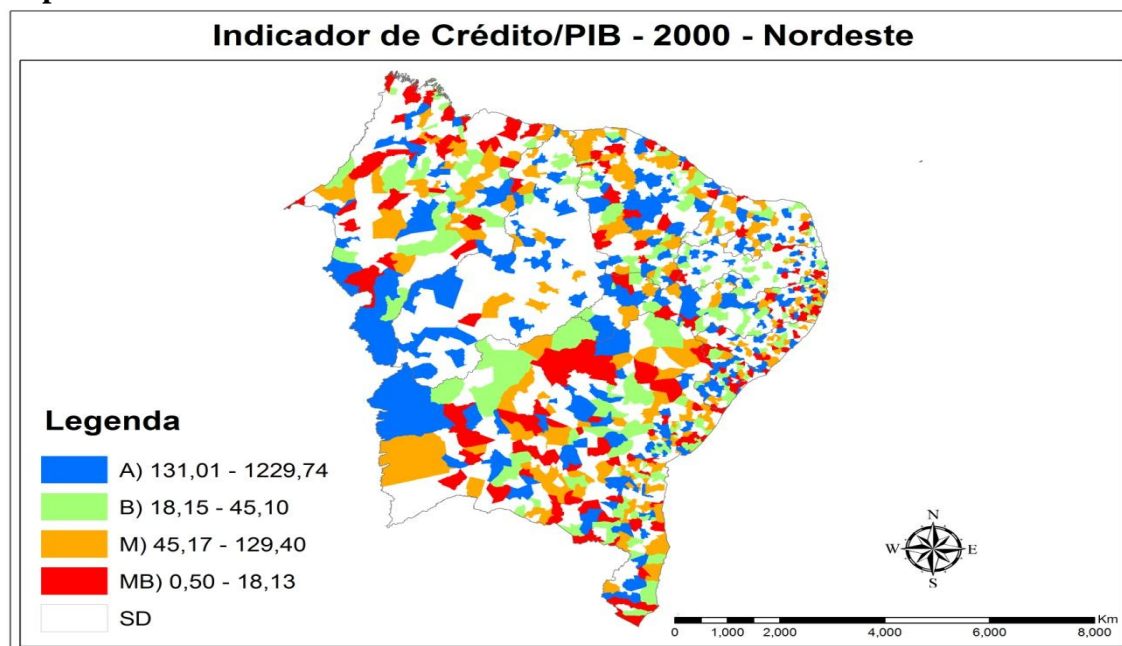 Indicador de Crédito/PIB - 2000 - Nordeste
Legenda
A) 131,01 - 1229,74
B) 18,15 - 45,10
M) 45,17 - 129,40
MB) 0,50 - 18,13
SD
N
W E
S
Km
0 1,000 2,000 4,000 6,000 8,000